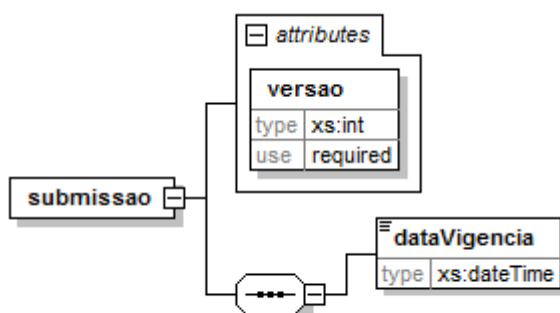 attributes
versao
type xs:int
use required
submissao
dataVigencia
type xs:dateTime